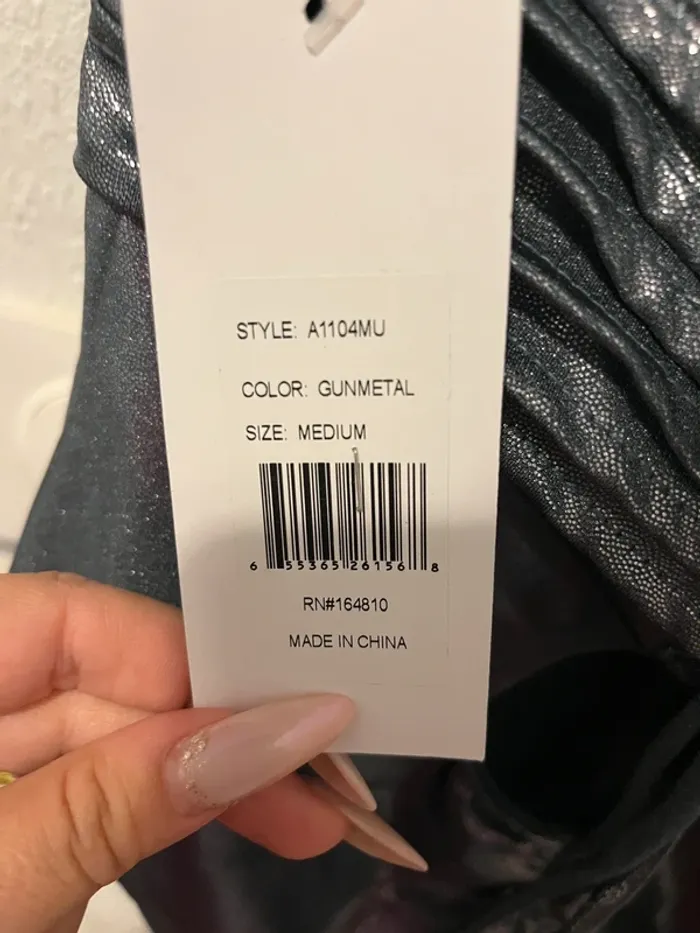 STYLE: A1104MU
COLOR: GUNMETAL
SIZE: MEDIUM
6 55365 26156 8
RN#164810
MADE IN CHINA